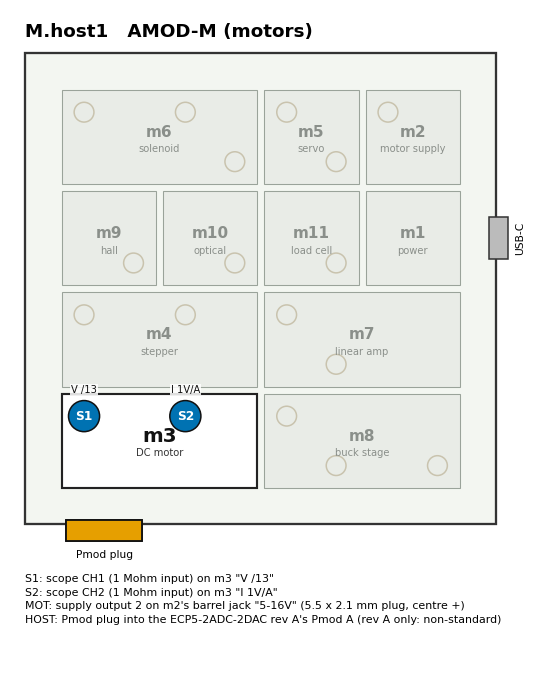 M.host1 AMOD-M (motors)
m6
solenoid
m5
servo
m2
motor supply
m9
hall
m10
optical
m11
load cell
m1
power
USB-C
m4
stepper
m7
linear amp
V /13
I 1V/A
S1
S2
m3
DC motor
m8
buck stage
Pmod plug
S1: scope CH1 (1 Mohm input) on m3 "V /13"
S2: scope CH2 (1 Mohm input) on m3 "I 1V/A"
MOT: supply output 2 on m2's barrel jack "5-16V" (5.5 x 2.1 mm plug, centre +)
HOST: Pmod plug into the ECP5-2ADC-2DAC rev A's Pmod A (rev A only: non-standard)